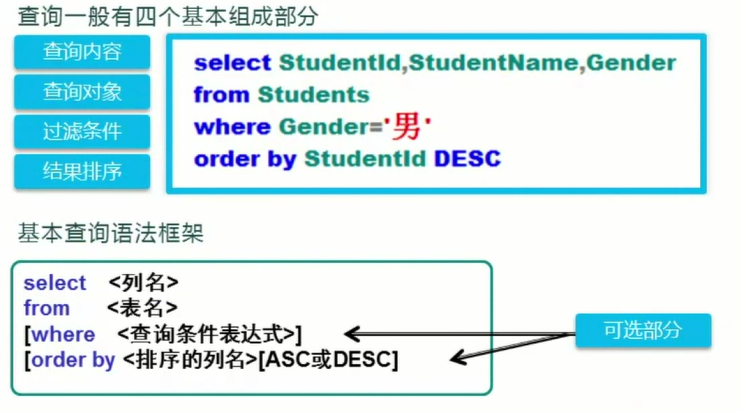 查询一般有四个基本组成部分
查询内容
查询对象
过滤条件
结果排序
select StudentId,StudentName,Gender
from Students
where Gender='男'
order by StudentId DESC
基本查询语法框架
select <列名>
from <表名>
[where <查询条件表达式>]
[order by <排序的列名>[ASC或DESC]
可选部分